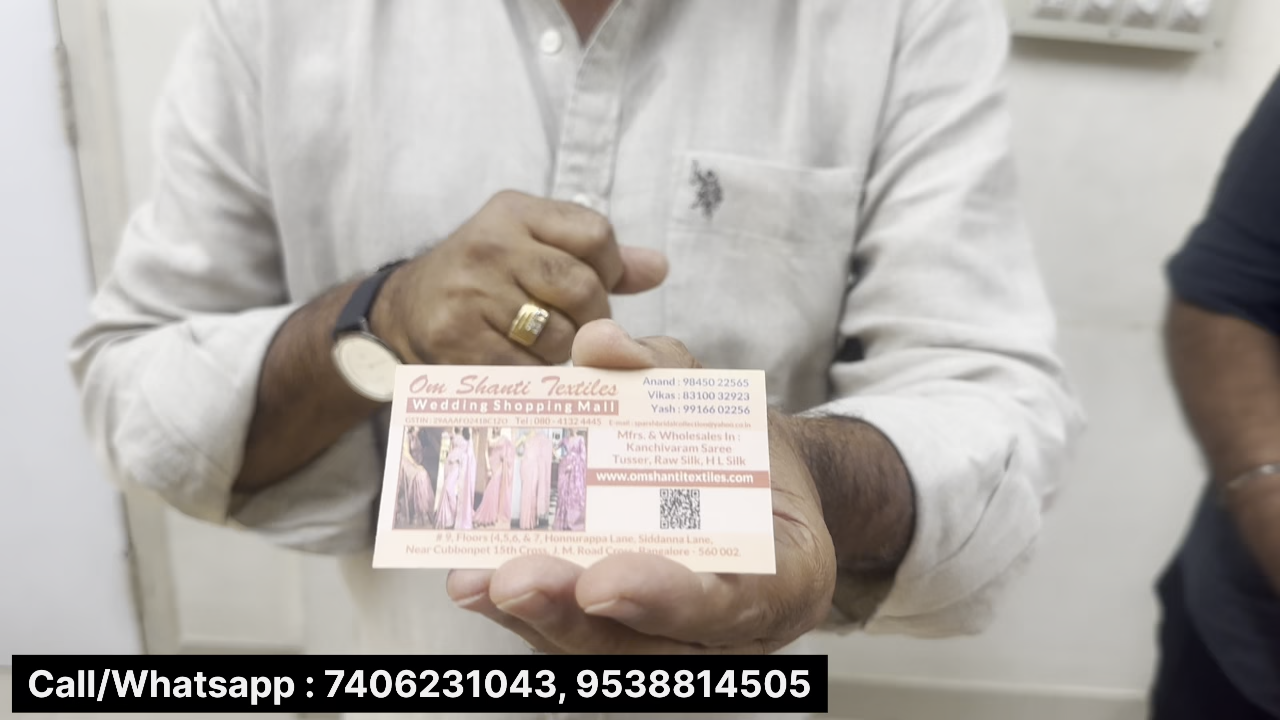 Om Shanti Textiles
Wedding Shopping Mall
Anand : 98450 22565
Vikas : 83100 32923
Yash : 99166 02256
Tel : 080 - 4132 4445
Mfrs. & Wholesales In :
Kanchivaram Saree
Tusser, Raw Silk, H L Silk
www.omshantitextiles.com
# 9, Floors (4,5,6, & 7, Honnurappa Lane, Siddanna Lane,
Near Cubbonpet 15th Cross, J. M. Road Cross, Bangalore - 560 002.
Call/Whatsapp : 7406231043, 9538814505